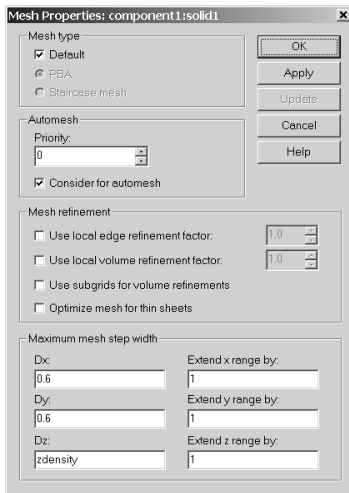 Mesh Properties: component1:solid1
Mesh type
Default
PBA
Staircase mesh
OK
Apply
Update
Cancel
Help
Automesh
Priority:
0
Consider for automesh
Mesh refinement
Use local edge refinement factor: 1.0
Use local volume refinement factor: 1.0
Use subgrids for volume refinements
Optimize mesh for thin sheets
Maximum mesh step width
Dx: Extend x range by:
0.6 1
Dy: Extend y range by:
0.6 1
Dz: Extend z range by:
zdensity 1